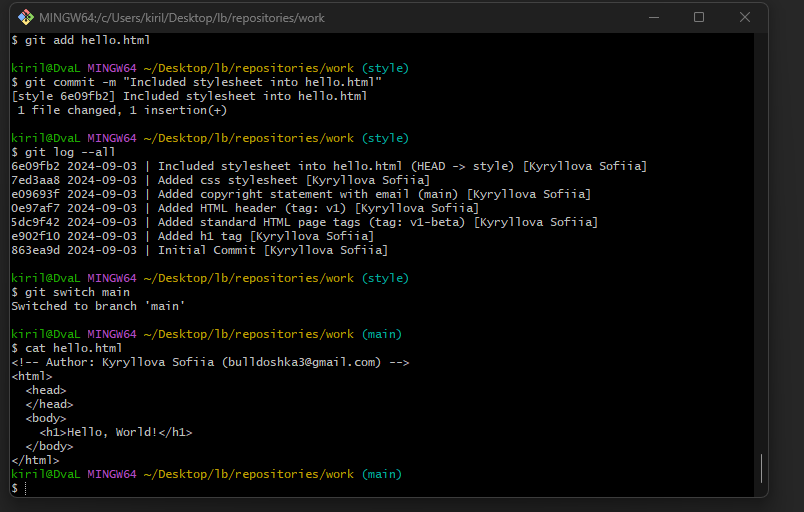 MINGW64:/c/Users/kiril/Desktop/lb/repositories/work
$ git add hello.html
kiril@DvaL MINGW64 ~/Desktop/lb/repositories/work (style)
$ git commit -m "Included stylesheet into hello.html"
[style 6e09fb2] Included stylesheet into hello.html
 1 file changed, 1 insertion(+)
kiril@DvaL MINGW64 ~/Desktop/lb/repositories/work (style)
$ git log --all
6e09fb2 2024-09-03 | Included stylesheet into hello.html (HEAD -> style) [Kyryllova Sofiia]
7ed3aa8 2024-09-03 | Added css stylesheet [Kyryllova Sofiia]
e09693f 2024-09-03 | Added copyright statement with email (main) [Kyryllova Sofiia]
0e97af7 2024-09-03 | Added HTML header (tag: v1) [Kyryllova Sofiia]
5dc9f42 2024-09-03 | Added standard HTML page tags (tag: v1-beta) [Kyryllova Sofiia]
e902f10 2024-09-03 | Added h1 tag [Kyryllova Sofiia]
863ea9d 2024-09-03 | Initial Commit [Kyryllova Sofiia]
kiril@DvaL MINGW64 ~/Desktop/lb/repositories/work (style)
$ git switch main
Switched to branch 'main'
kiril@DvaL MINGW64 ~/Desktop/lb/repositories/work (main)
$ cat hello.html
<!-- Author: Kyryllova Sofiia (bulldoshka3@gmail.com) -->
<html>
  <head>
  </head>
  <body>
    <h1>Hello, World!</h1>
  </body>
</html>
kiril@DvaL MINGW64 ~/Desktop/lb/repositories/work (main)
$